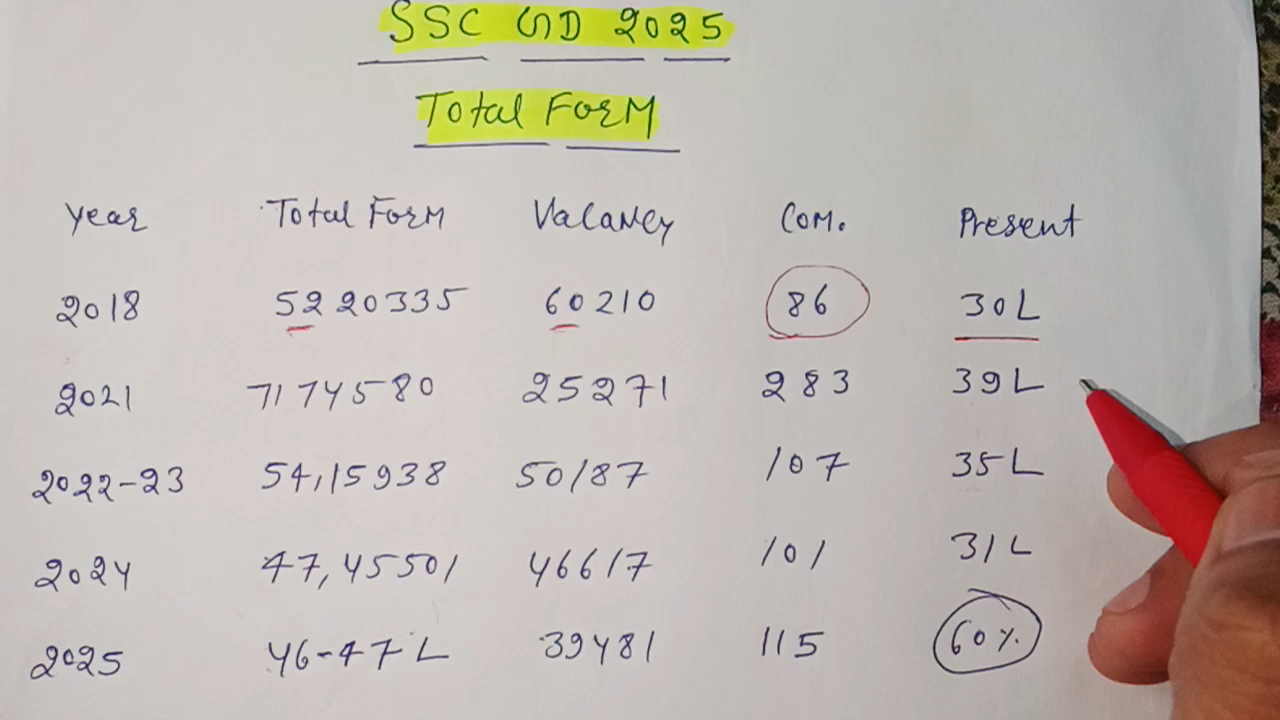 SSC GD 2025
Total Form
Year Total Form Vacancy Com. Present
2018 5220335 60210 86 30L
2021 7174580 25271 283 39L
2022-23 54,15938 50187 107 35L
2024 47,45501 46617 101 31L
2025 46-47L 39481 115 60%